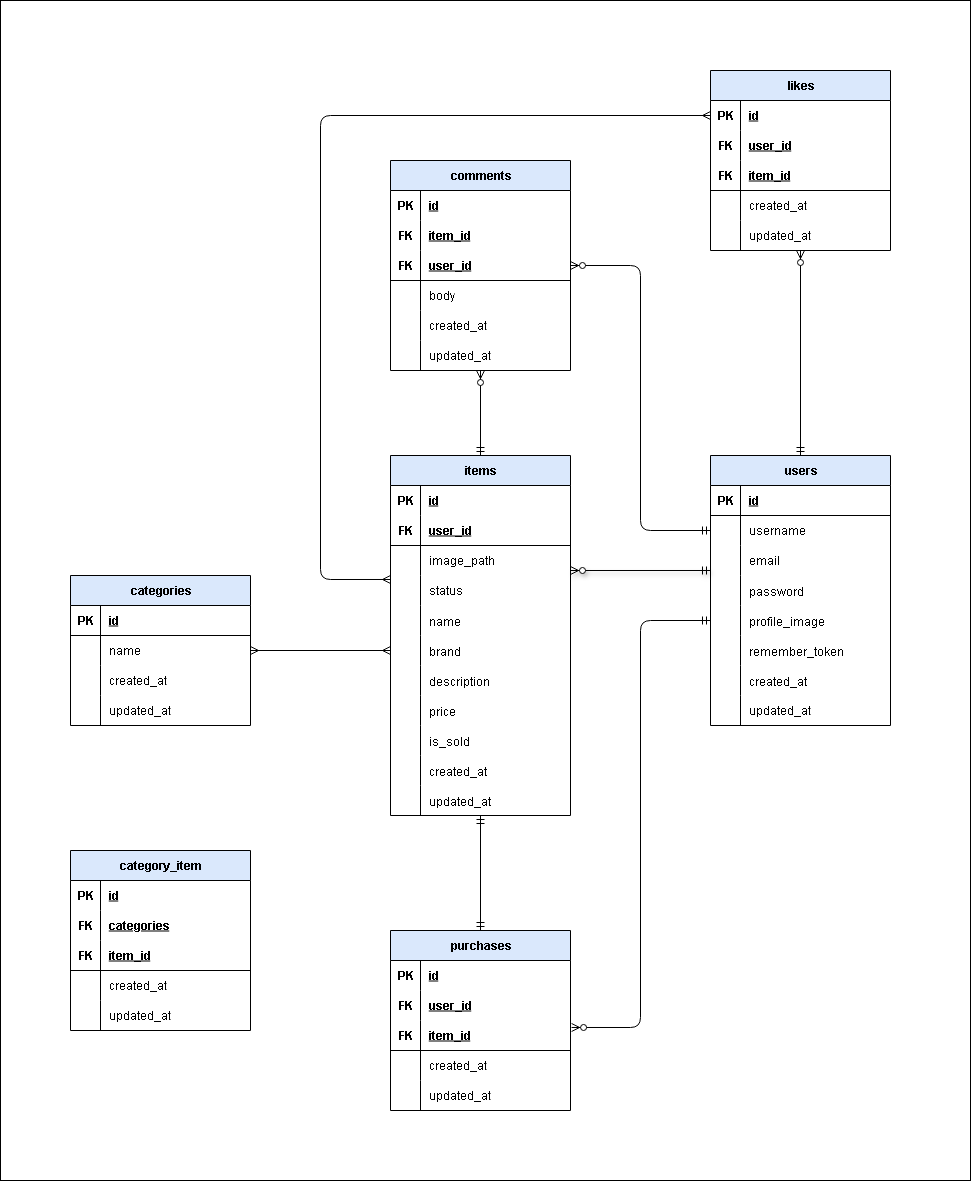 likes
PK id
FK user_id
FK item_id
created_at
updated_at
comments
PK id
FK item_id
FK user_id
body
created_at
updated_at
items
PK id
FK user_id
image_path
status
name
brand
description
price
is_sold
created_at
updated_at
users
PK id
username
email
password
profile_image
remember_token
created_at
updated_at
categories
PK id
name
created_at
updated_at
category_item
PK id
FK categories
FK item_id
created_at
updated_at
purchases
PK id
FK user_id
FK item_id
created_at
updated_at